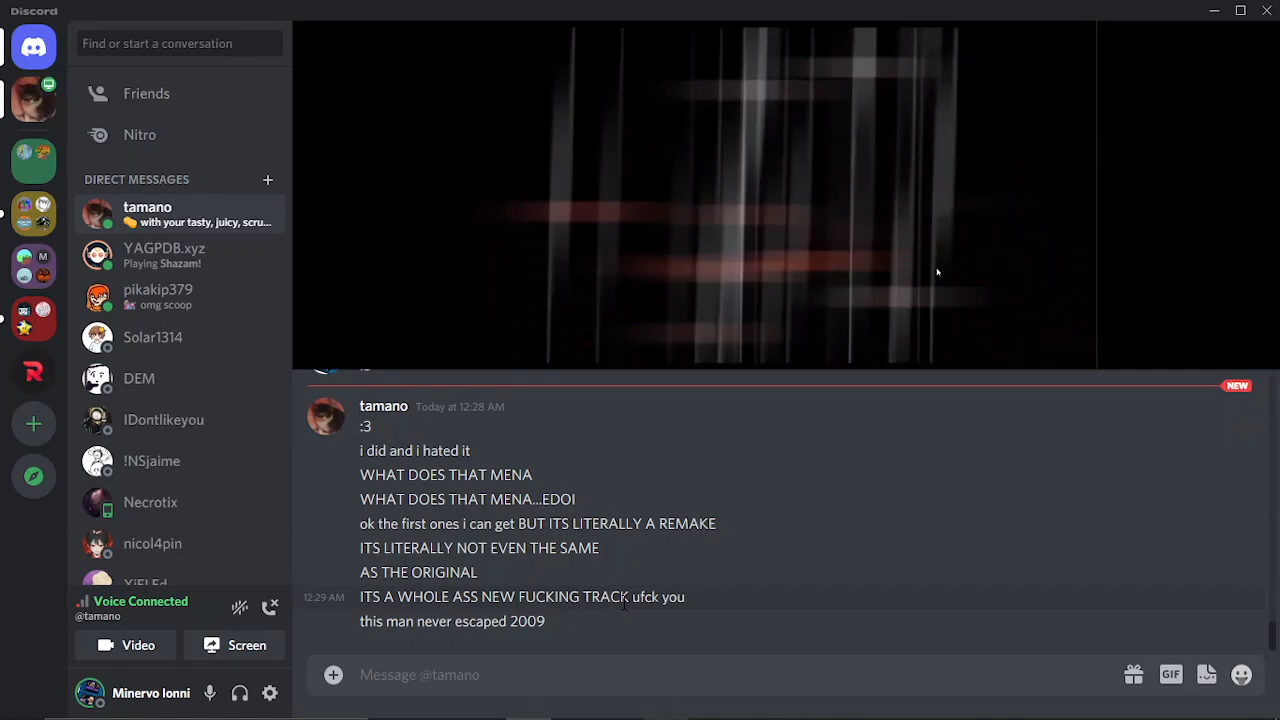 Discord
Find or start a conversation
Friends
Nitro
DIRECT MESSAGES
tamano
with your tasty, juicy, scru...
YAGPDB.xyz
Playing Shazam!
pikakip379
omg scoop
Solar1314
DEM
IDontlikeyou
!NSjaime
Necrotix
nicol4pin
Voice Connected
@tamano
Video
Screen
Minervo Ionni
NEW
tamano Today at 12:28 AM
:3
i did and i hated it
WHAT DOES THAT MENA
WHAT DOES THAT MENA...EDOI
ok the first ones i can get BUT ITS LITERALLY A REMAKE
ITS LITERALLY NOT EVEN THE SAME
AS THE ORIGINAL
12:29 AM ITS A WHOLE ASS NEW FUCKING TRACK ufck you
this man never escaped 2009
Message @tamano
GIF